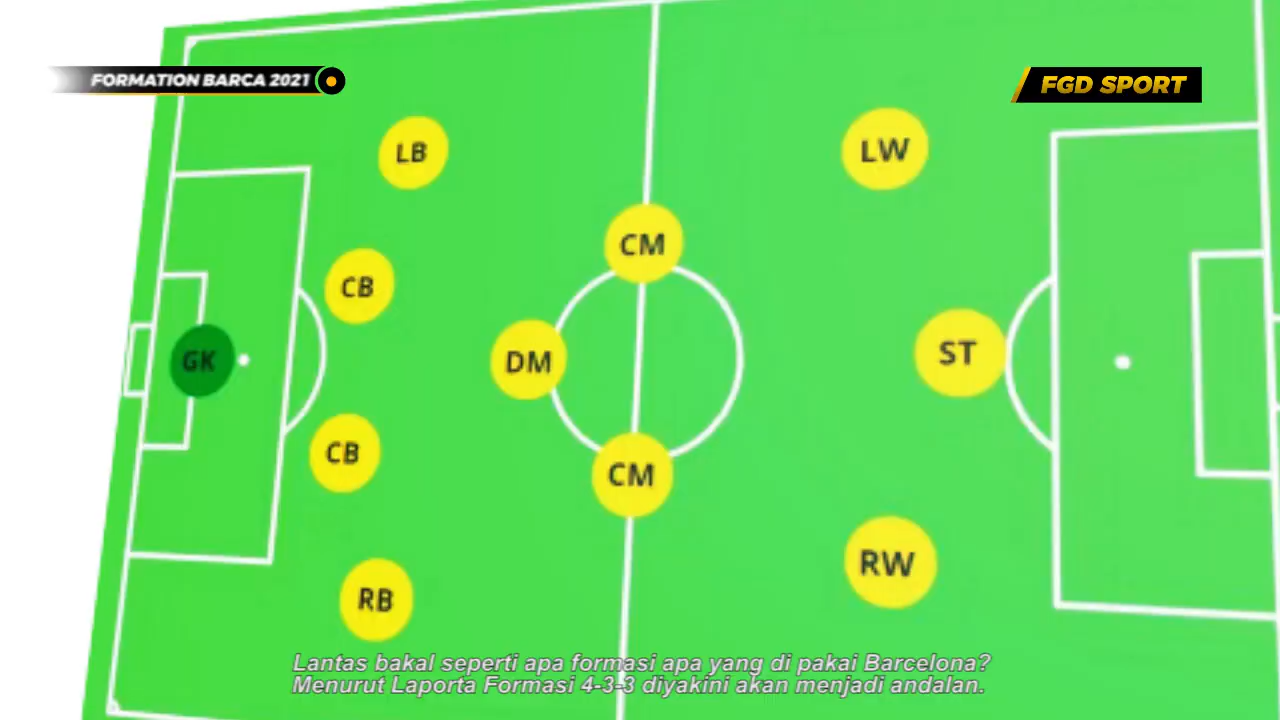 FORMATION BARCA 2021
FGD SPORT
LB
LW
CM
CB
GK
DM
ST
CB
CM
RW
RB
Lantas bakal seperti apa formasi apa yang di pakai Barcelona?
Menurut Laporta Formasi 4-3-3 diyakini akan menjadi andalan.